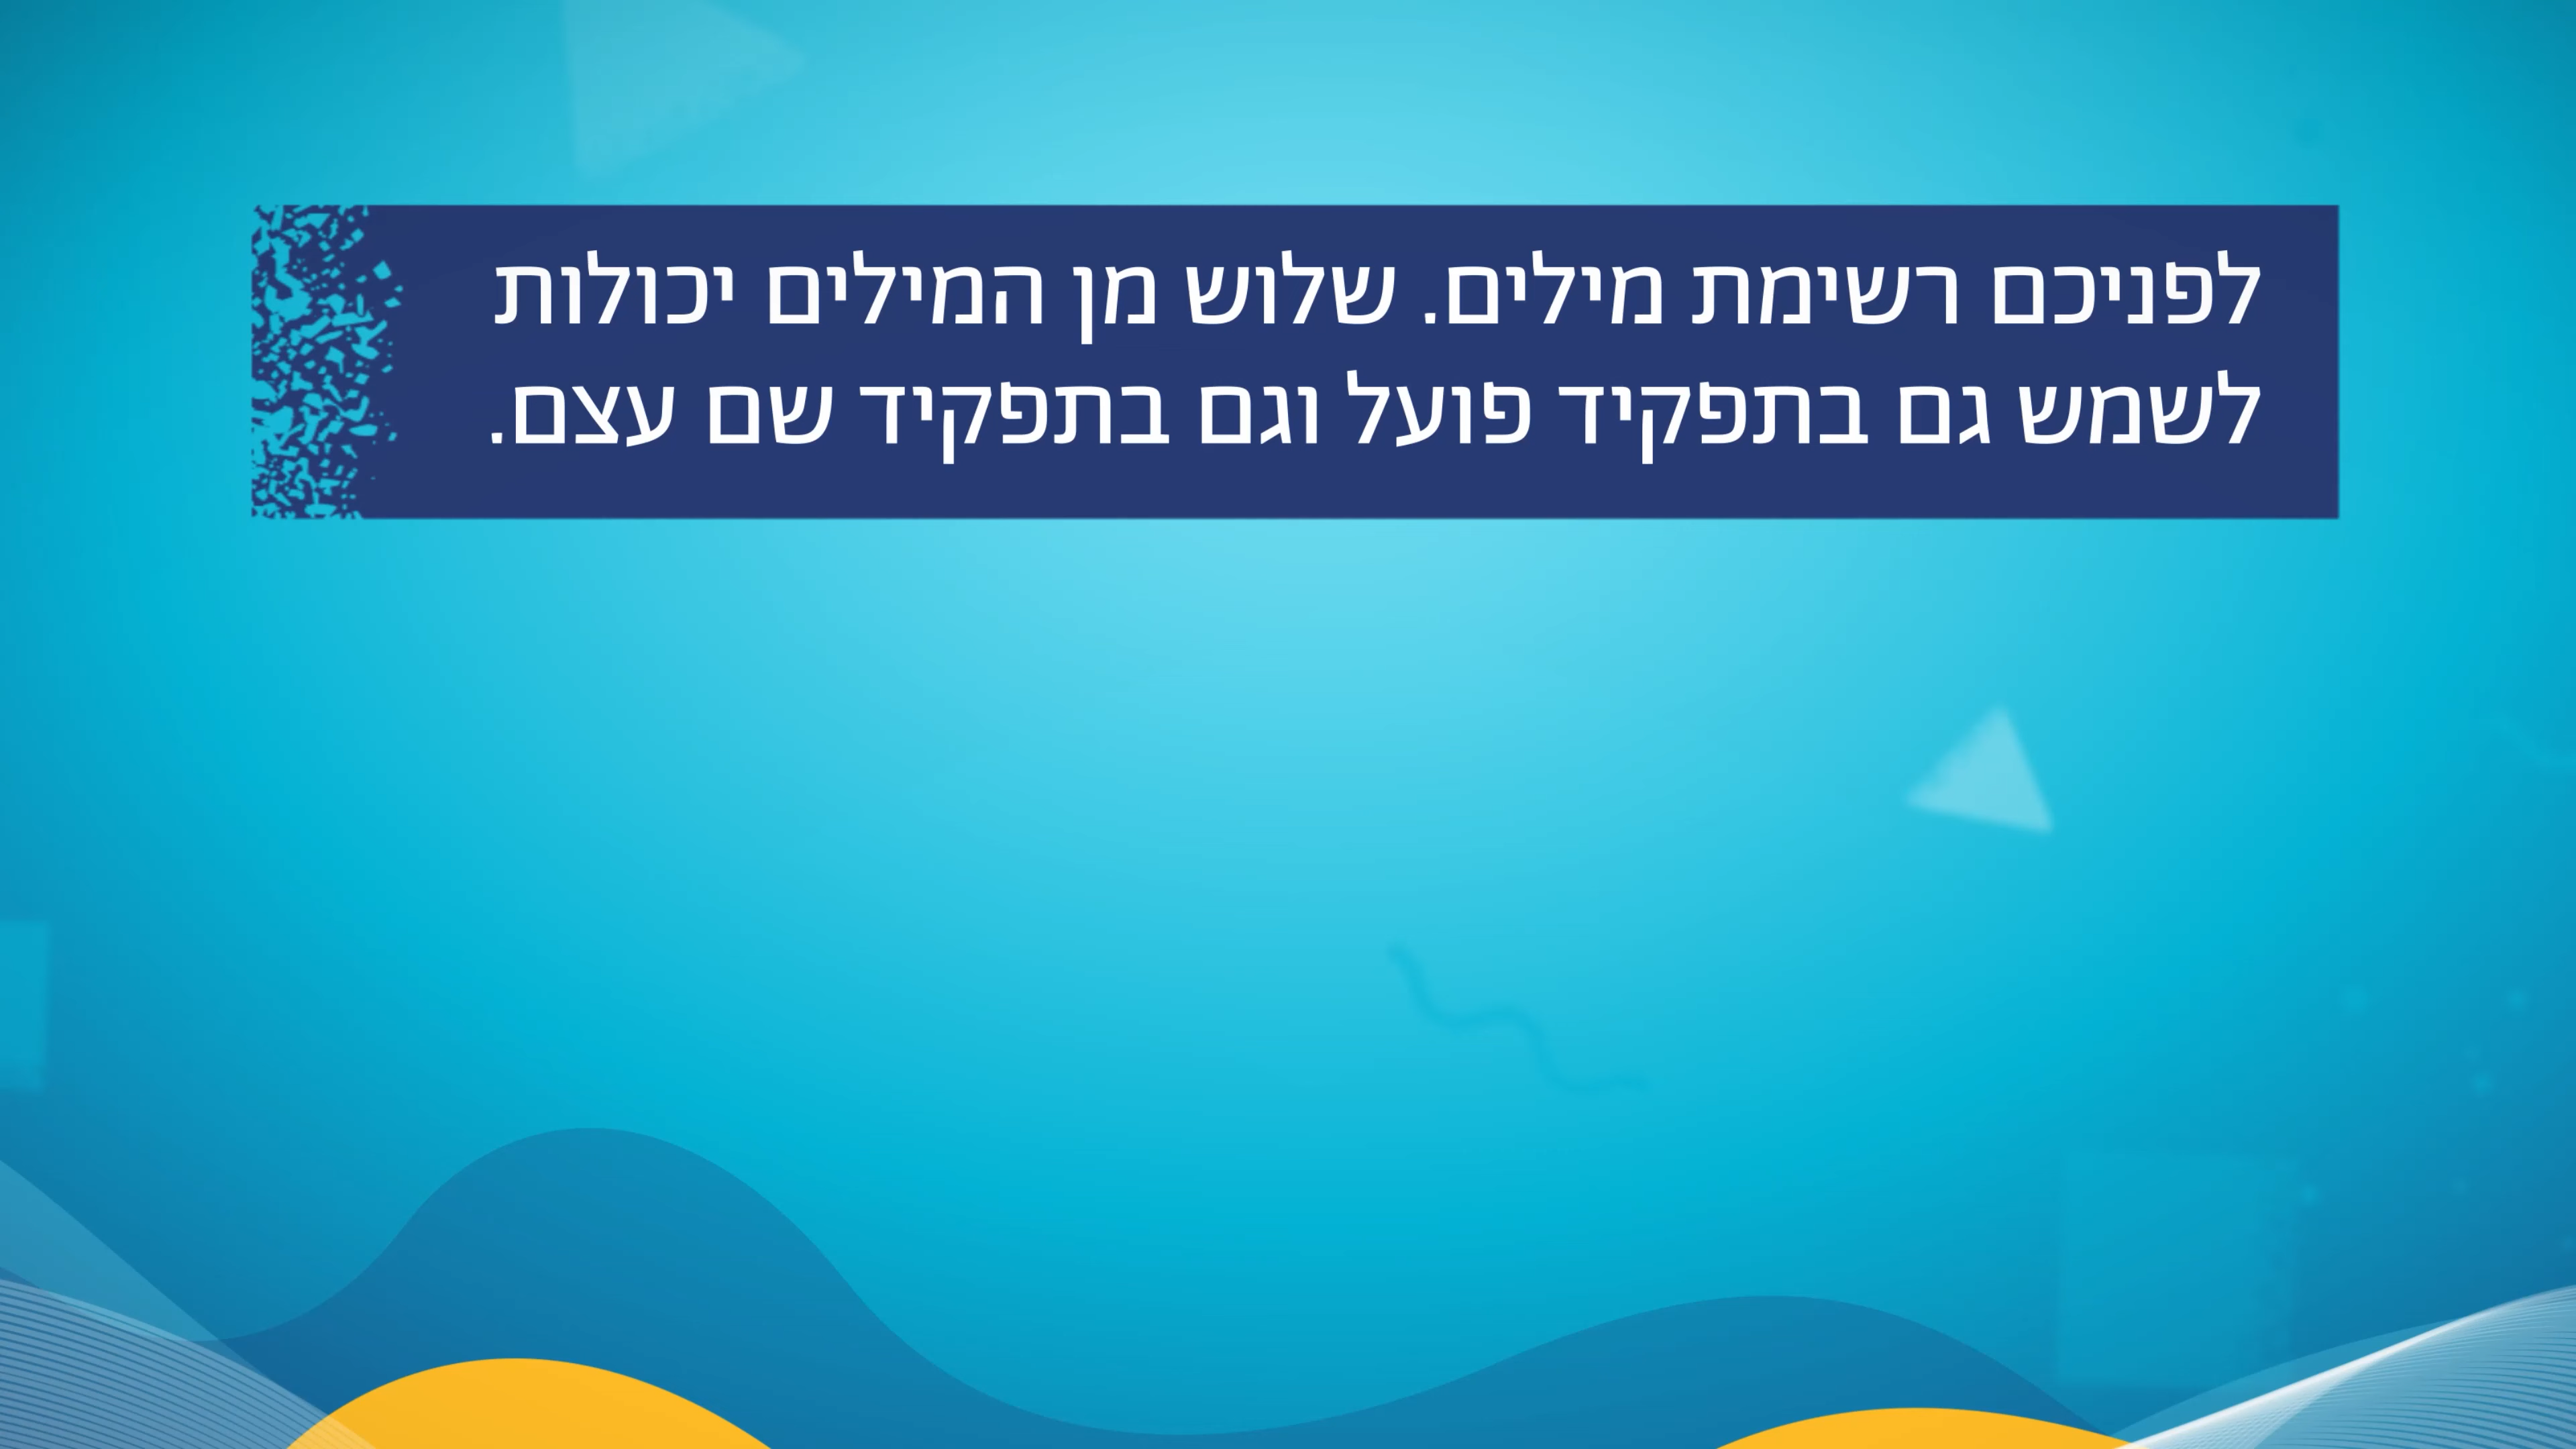 לפניכם רשימת מילים. שלוש מן המילים יכולות
לשמש גם בתפקיד פועל וגם בתפקיד שם עצם.